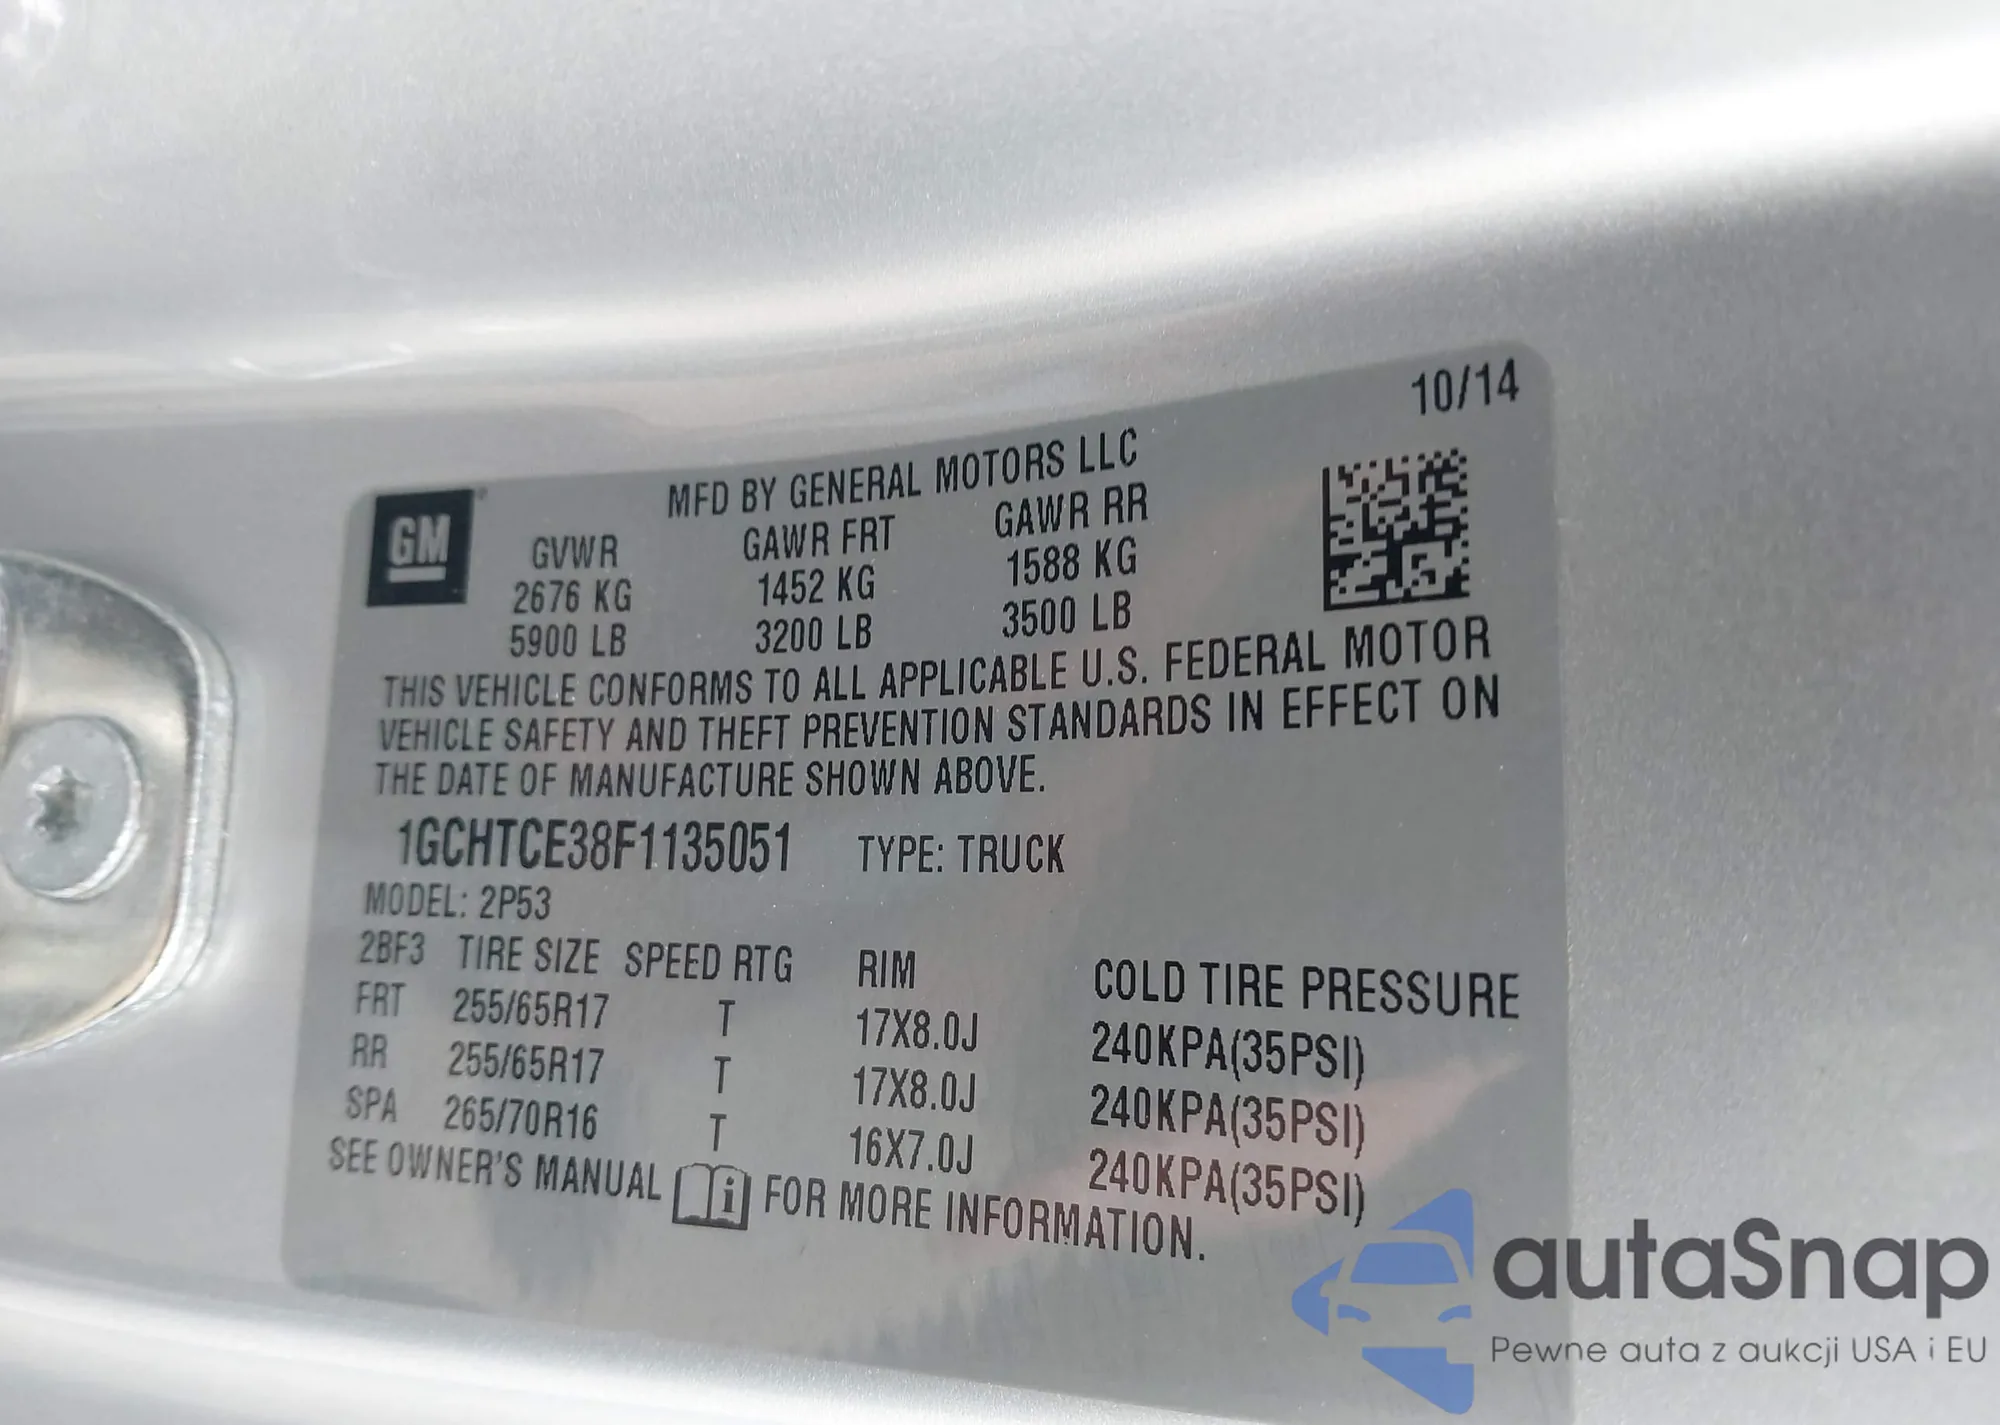 10/14
GM
MFD BY GENERAL MOTORS LLC
GVWR GAWR FRT GAWR RR
2676 KG 1452 KG 1588 KG
5900 LB 3200 LB 3500 LB
THIS VEHICLE CONFORMS TO ALL APPLICABLE U.S. FEDERAL MOTOR
VEHICLE SAFETY AND THEFT PREVENTION STANDARDS IN EFFECT ON
THE DATE OF MANUFACTURE SHOWN ABOVE.
1GCHTCE38F1135051 TYPE: TRUCK
MODEL: 2P53
2BF3 TIRE SIZE SPEED RTG RIM COLD TIRE PRESSURE
FRT 255/65R17 T 17X8.0J 240KPA(35PSI)
RR 255/65R17 T 17X8.0J 240KPA(35PSI)
SPA 265/70R16 T 16X7.0J 240KPA(35PSI)
SEE OWNER'S MANUAL i FOR MORE INFORMATION.
autaSnap
Pewne auta z aukcji USA i EU